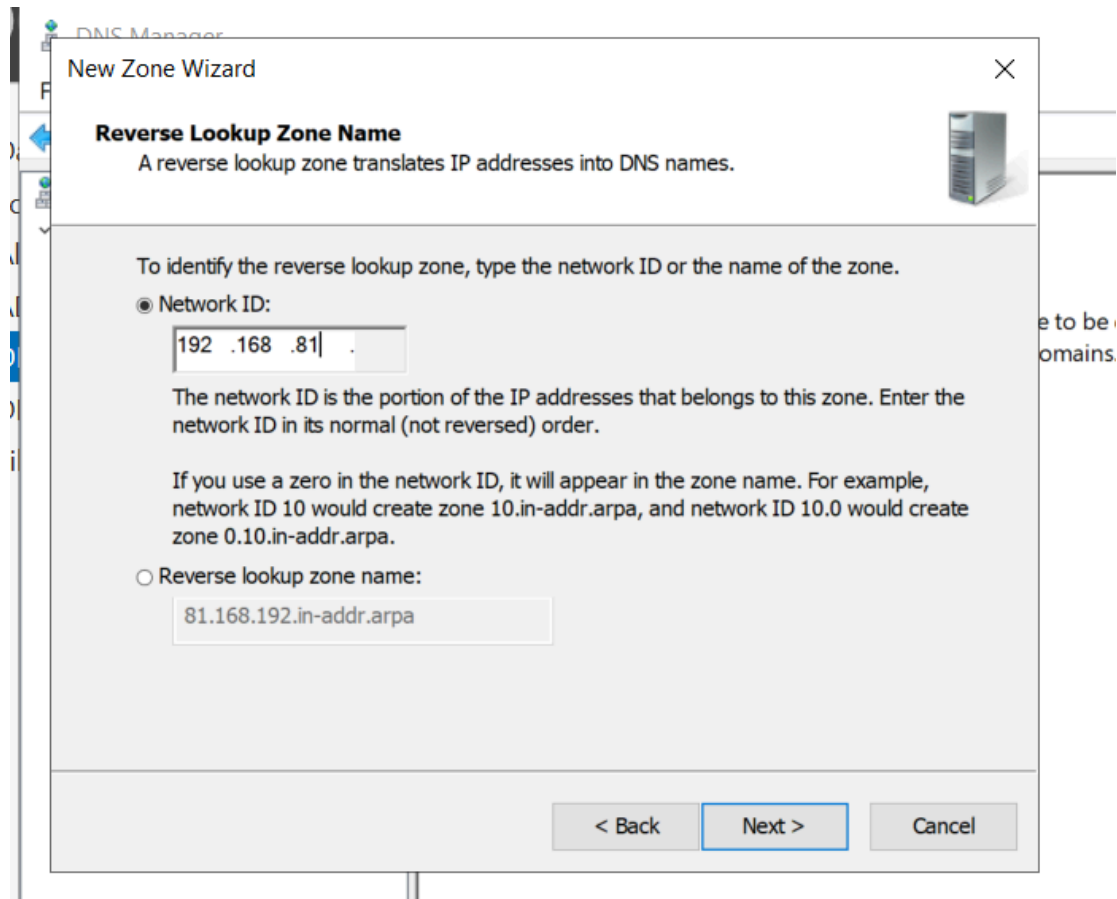 DNS Manager
New Zone Wizard
Reverse Lookup Zone Name
A reverse lookup zone translates IP addresses into DNS names.
To identify the reverse lookup zone, type the network ID or the name of the zone.
Network ID:
192 .168 .81 .
The network ID is the portion of the IP addresses that belongs to this zone. Enter the
network ID in its normal (not reversed) order.
e to be
omains.
If you use a zero in the network ID, it will appear in the zone name. For example,
network ID 10 would create zone 10.in-addr.arpa, and network ID 10.0 would create
zone 0.10.in-addr.arpa.
Reverse lookup zone name:
81.168.192.in-addr.arpa
< Back
Next >
Cancel